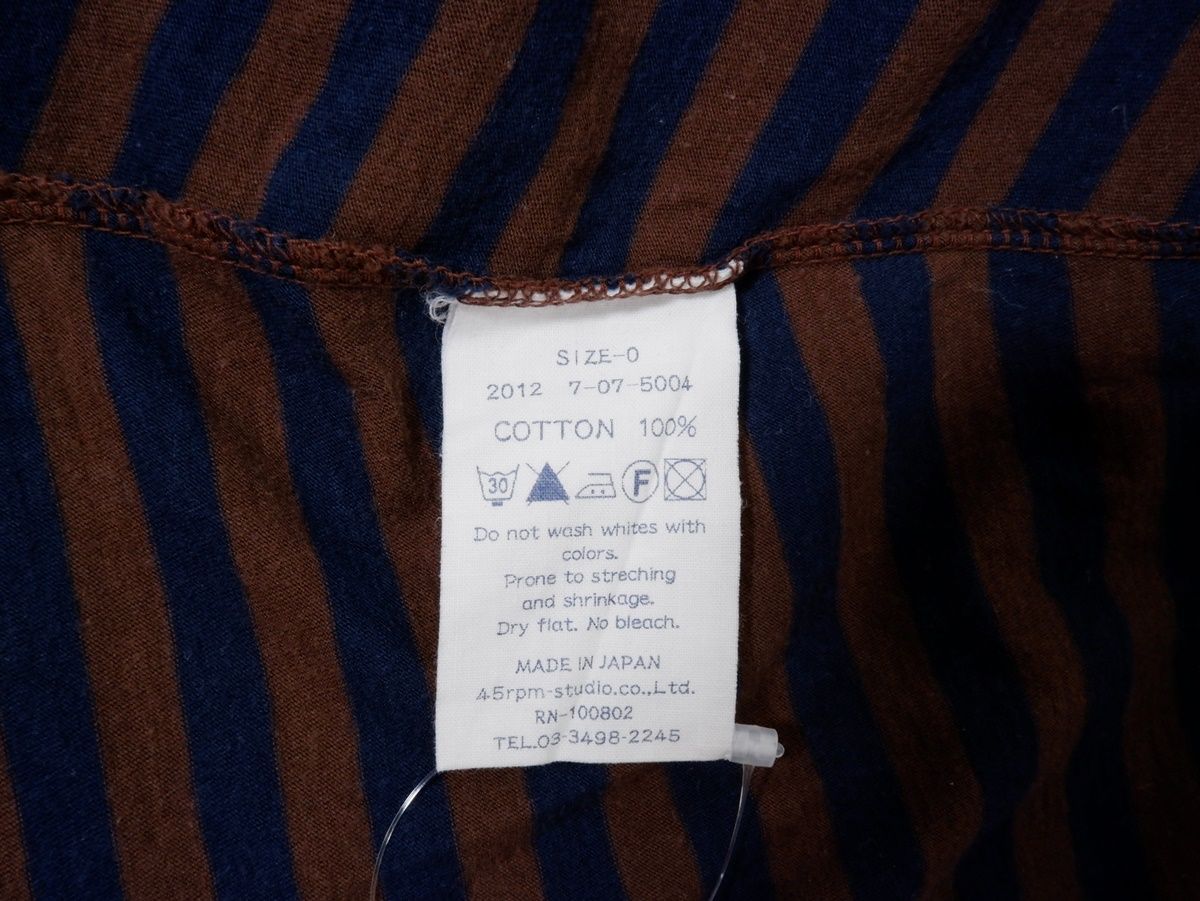 SIZE-0
2012 7-07-5004
COTTON 100%
30 F
Do not wash whites with
colors.
Prone to streching
and shrinkage.
Dry flat. No bleach.
MADE IN JAPAN
45rpm-studio.co.,Ltd.
RN-100802
TEL.03-3498-2245